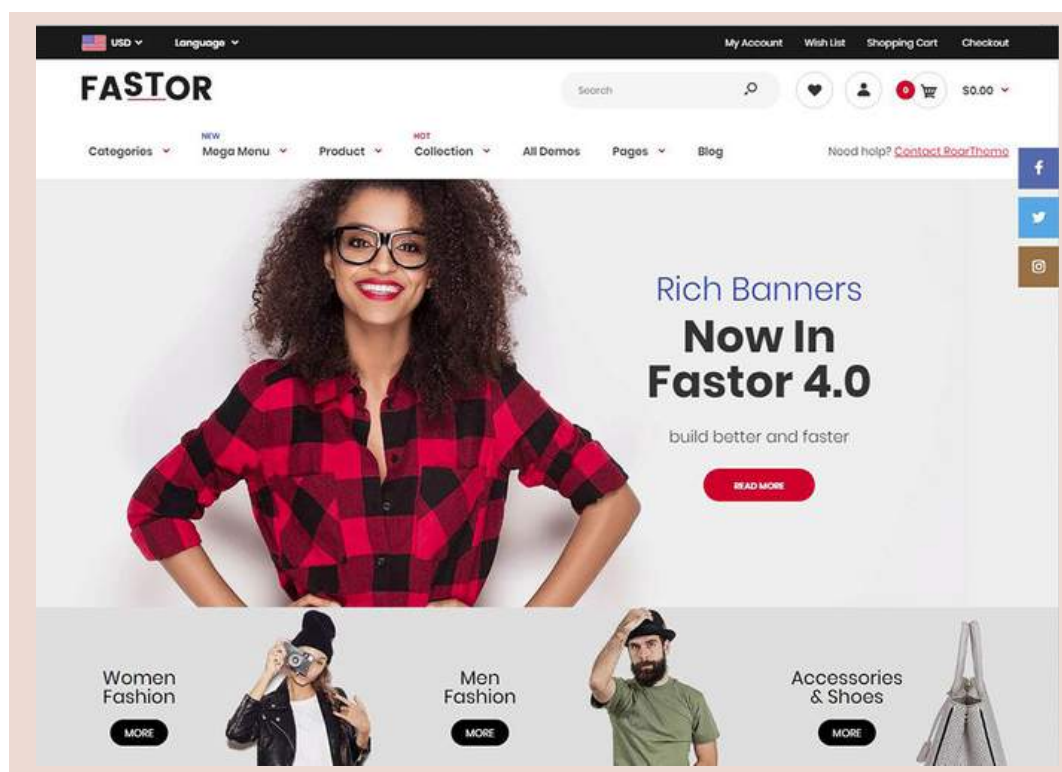 USD Language My Account Wish List Shopping Cart Checkout
FASTOR Search 0 $0.00
NEW HOT
Categories Mega Menu Product Collection All Demos Pages Blog Need help? Contact RoarTheme
Rich Banners
Now In
Fastor 4.0
build better and faster
READ MORE
Women
Fashion
MORE
Men
Fashion
MORE
Accessories
& Shoes
MORE